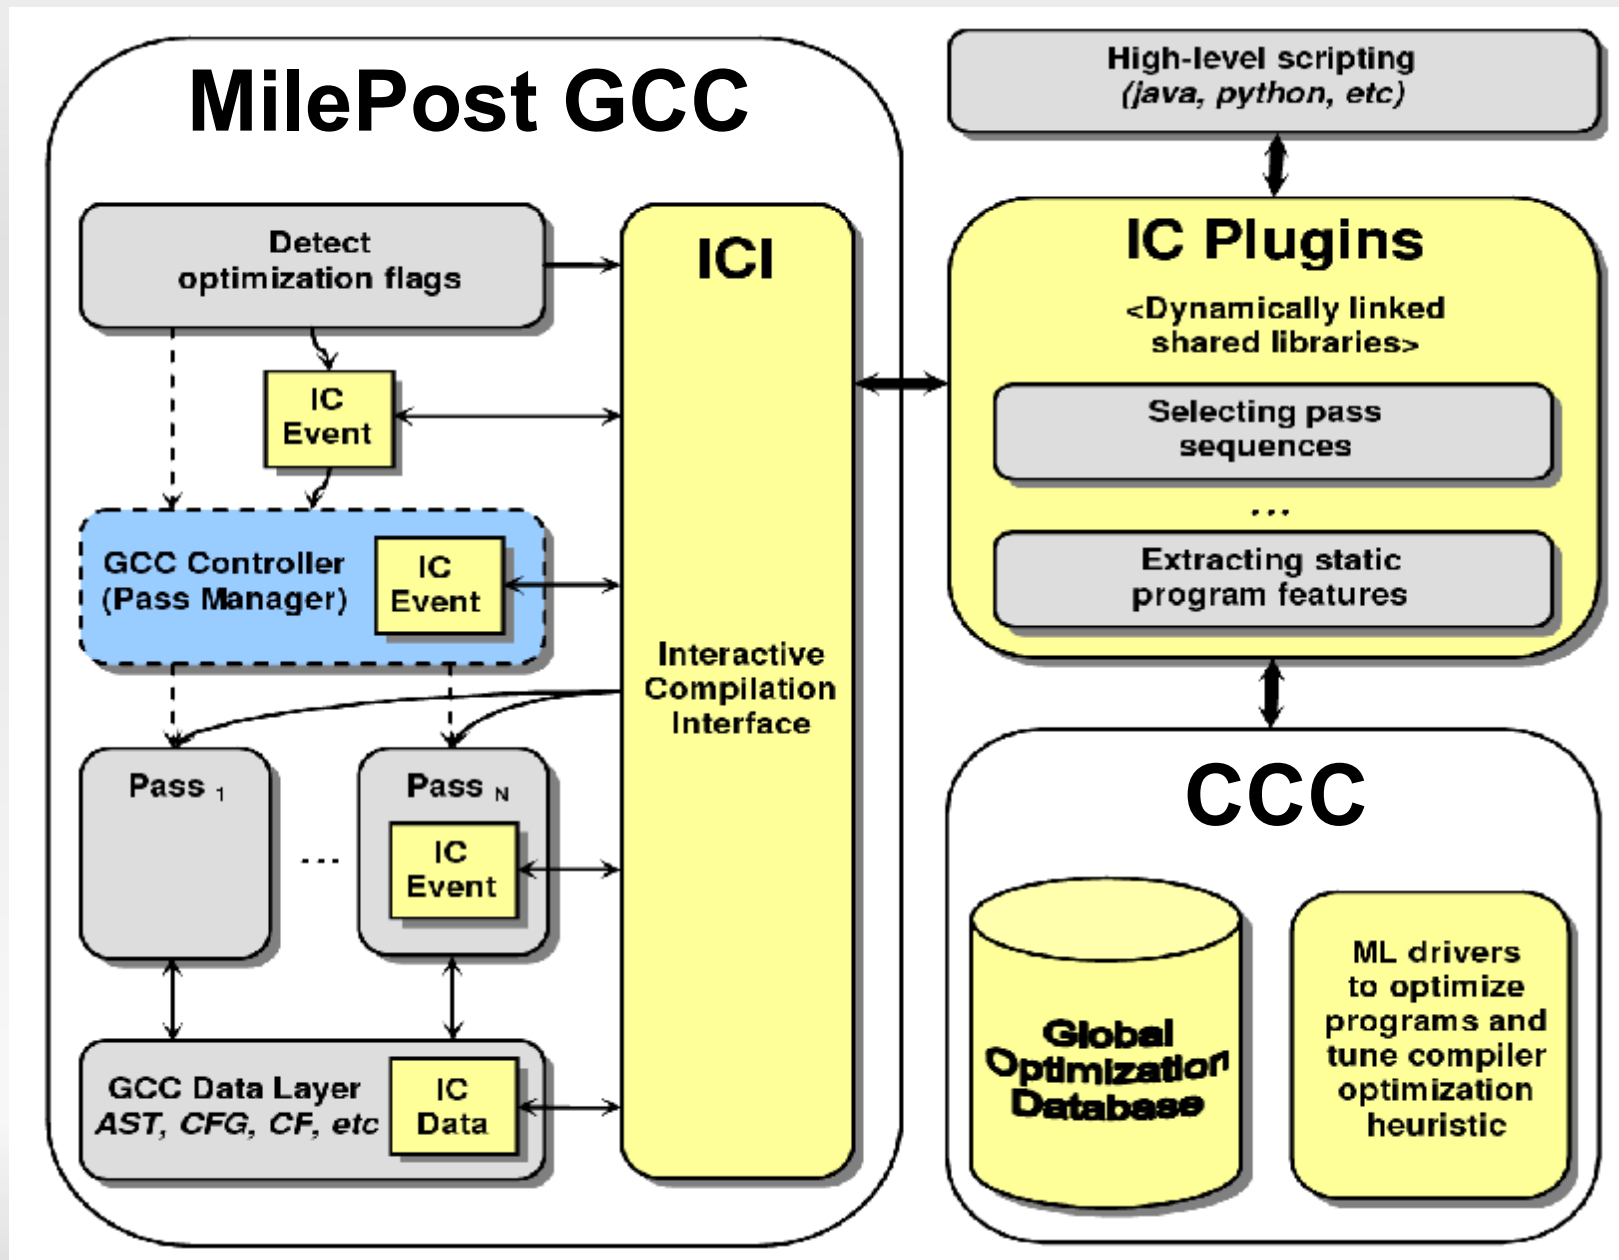 MilePost GCC
Detect
optimization flags
IC
Event
GCC Controller
(Pass Manager)
IC
Event
Pass 1
...
Pass N
IC
Event
GCC Data Layer
AST, CFG, CF, etc
IC
Data
ICI
Interactive
Compilation
Interface
High-level scripting
(java, python, etc)
IC Plugins
<Dynamically linked
shared libraries>
Selecting pass
sequences
...
Extracting static
program features
CCC
Global
Optimization
Database
ML drivers
to optimize
programs and
tune compiler
optimization
heuristic